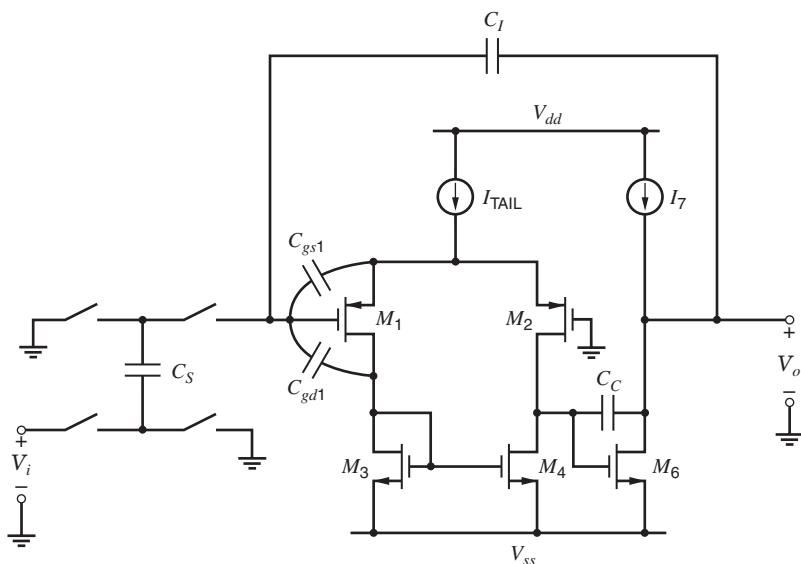 C_I
V_dd
I_TAIL
I_7
C_gs1
M_1
M_2
C_gd1
C_S
C_C
+
V_o
−
+
V_i
−
M_3
M_4
M_6
V_ss